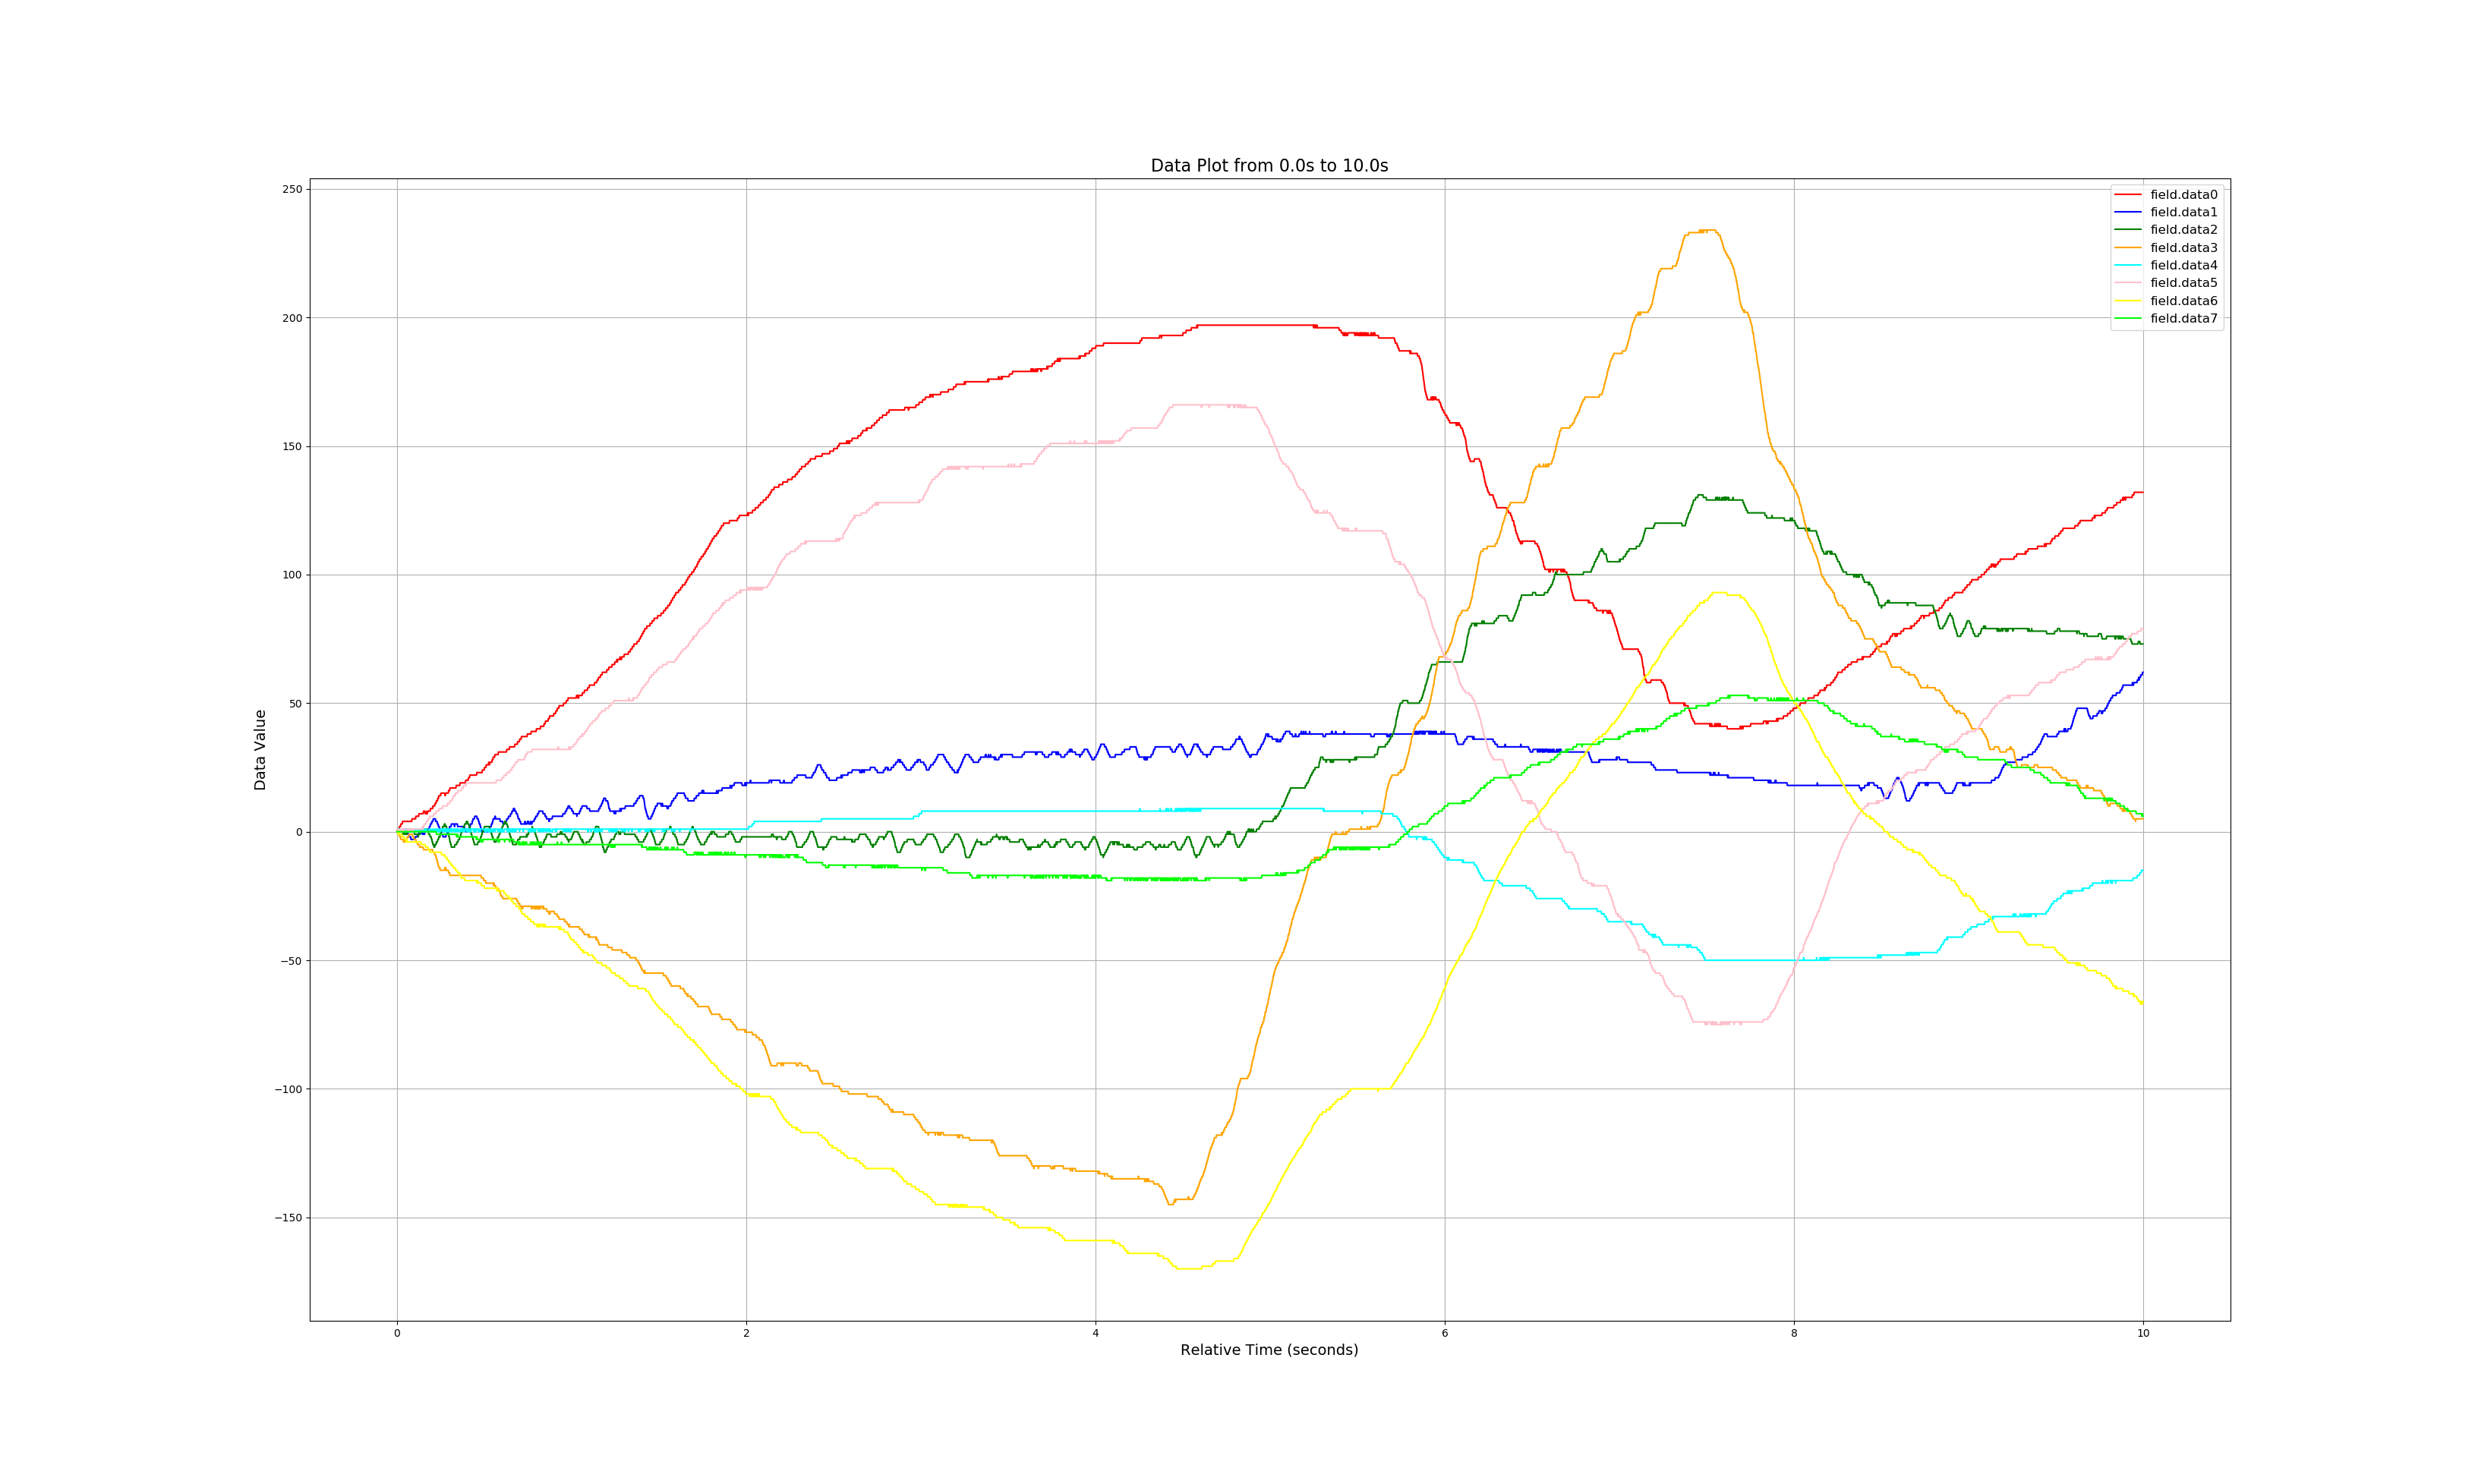 Data Plot from 0.0s to 10.0s
250
200
150
100
50
0
−50
−100
−150
Data Value
field.data0
field.data1
field.data2
field.data3
field.data4
field.data5
field.data6
field.data7
0
2
4
6
8
10
Relative Time (seconds)